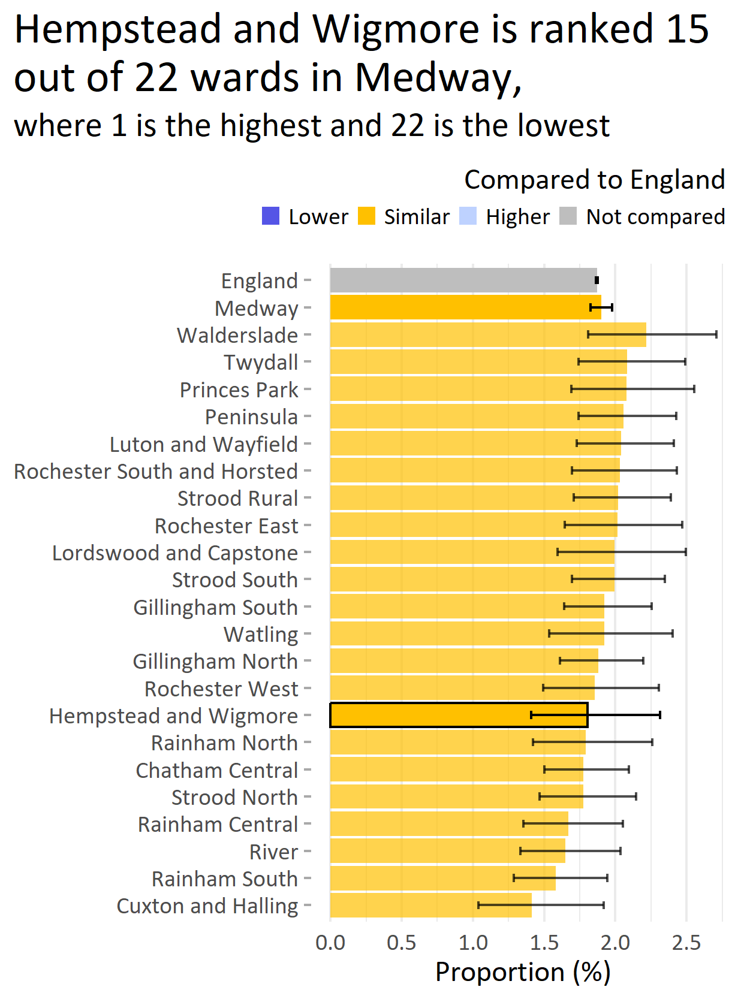 Hempstead and Wigmore is ranked 15
out of 22 wards in Medway,
where 1 is the highest and 22 is the lowest
Compared to England
Lower Similar Higher Not compared
England
Medway
Walderslade
Twydall
Princes Park
Peninsula
Luton and Wayfield
Rochester South and Horsted
Strood Rural
Rochester East
Lordswood and Capstone
Strood South
Gillingham South
Watling
Gillingham North
Rochester West
Hempstead and Wigmore
Rainham North
Chatham Central
Strood North
Rainham Central
River
Rainham South
Cuxton and Halling
0.0 0.5 1.0 1.5 2.0 2.5
Proportion (%)